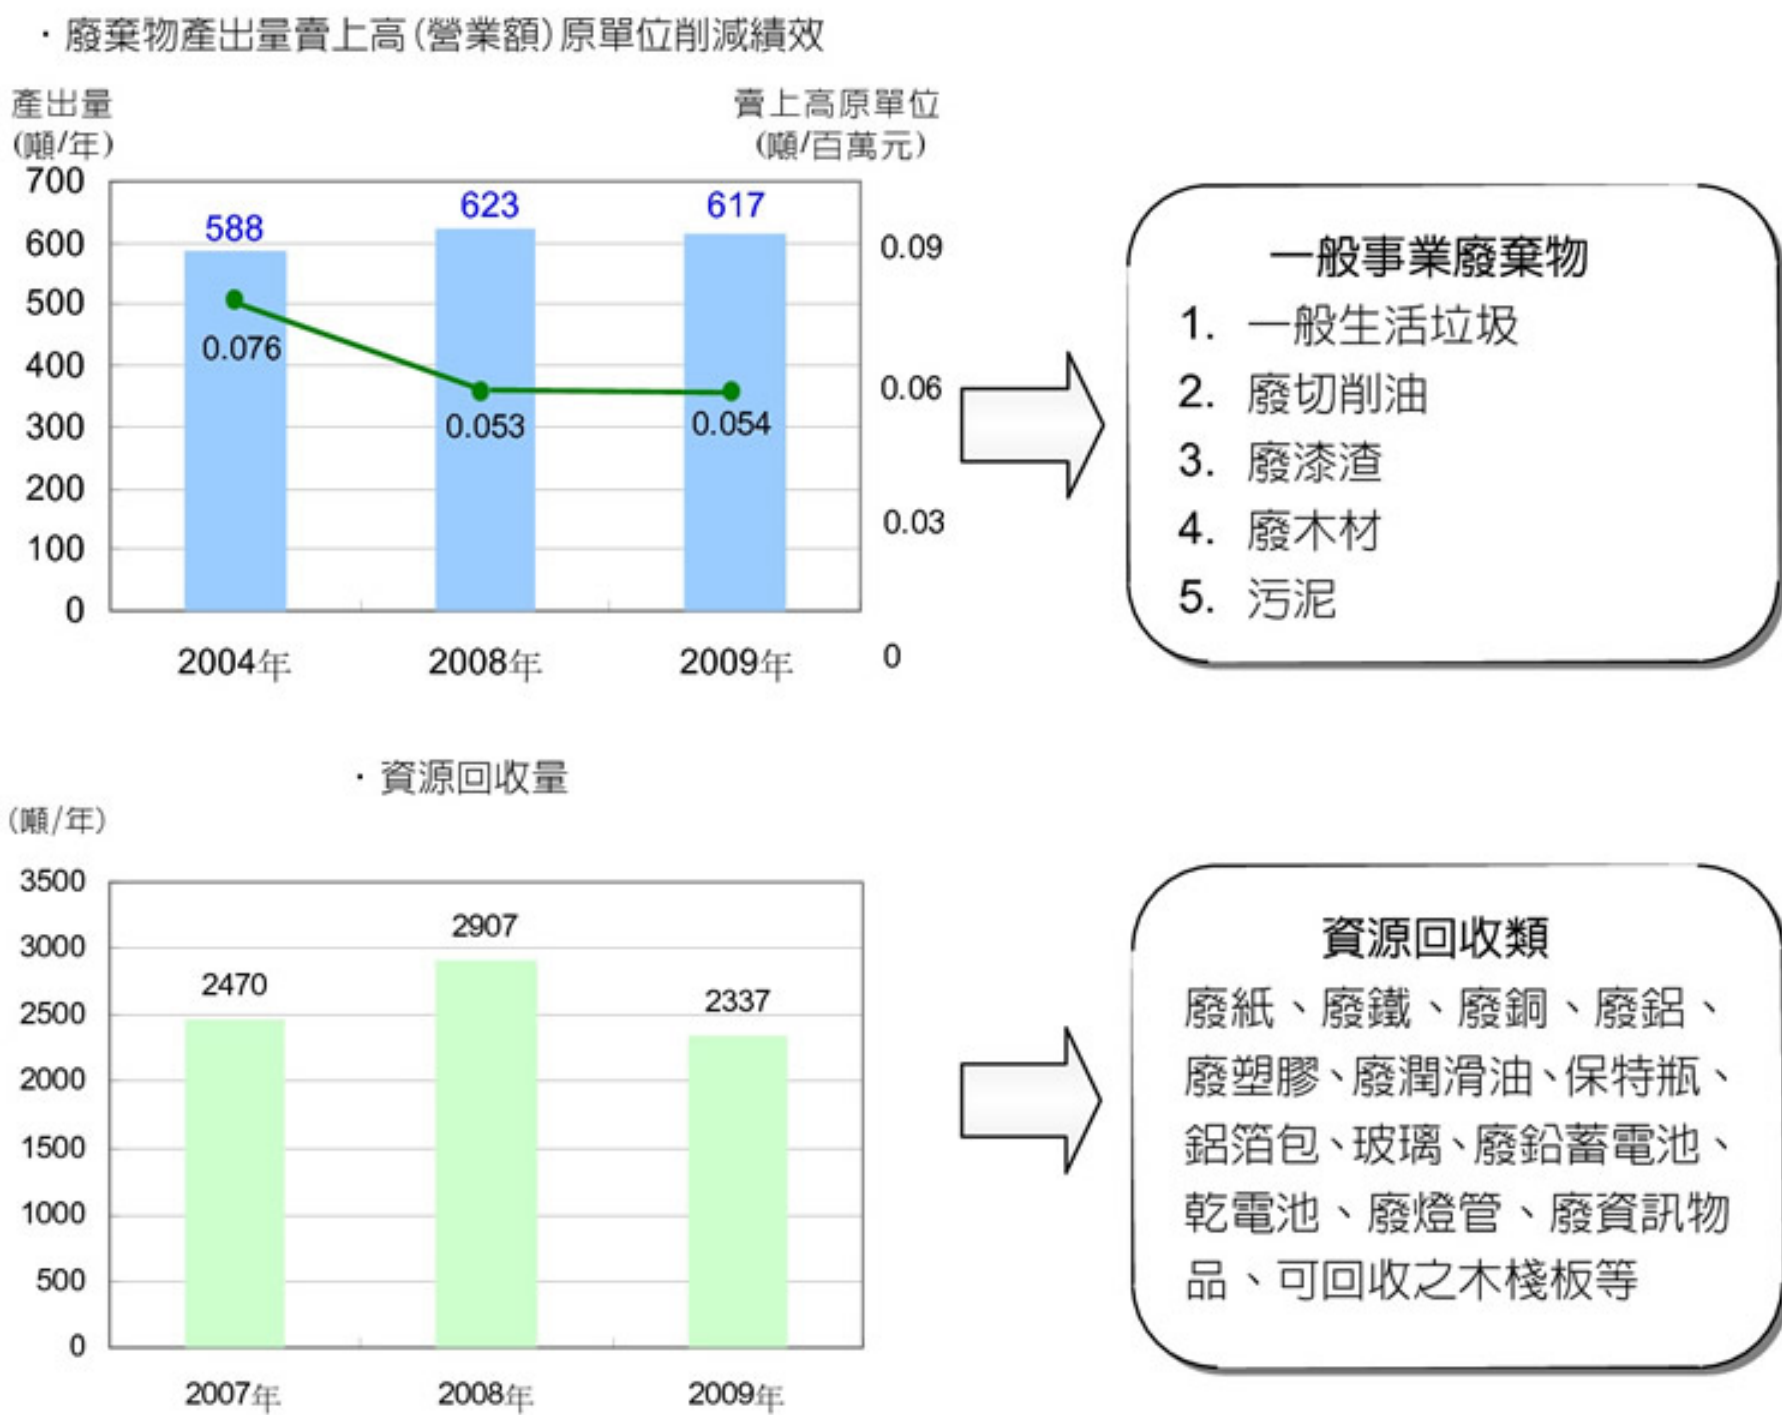 ・廢棄物產出量賣上高(營業額)原單位削減績效
產出量
(噸/年)
賣上高原單位
(噸/百萬元)
700
600
500
400
300
200
100
0
588
623
617
0.076
0.053
0.054
0.09
0.06
0.03
0
2004年
2008年
2009年
一般事業廢棄物
1. 一般生活垃圾
2. 廢切削油
3. 廢漆渣
4. 廢木材
5. 污泥
・資源回收量
(噸/年)
3500
3000
2500
2000
1500
1000
500
0
2470
2907
2337
2007年
2008年
2009年
資源回收類
廢紙、廢鐵、廢銅、廢鋁、
廢塑膠、廢潤滑油、保特瓶、
鋁箔包、玻璃、廢鉛蓄電池、
乾電池、廢燈管、廢資訊物
品、可回收之木棧板等